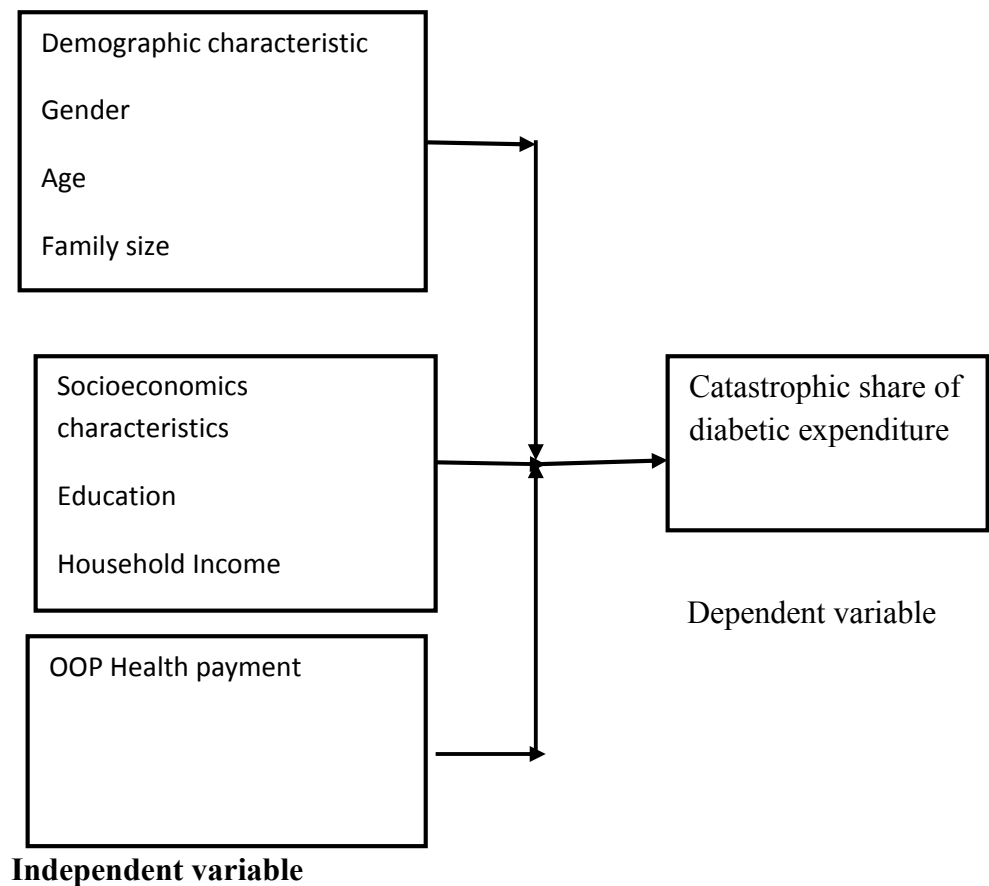 Demographic characteristic
Gender
Age
Family size
Socioeconomics
characteristics
Education
Household Income
Catastrophic share of
diabetic expenditure
Dependent variable
OOP Health payment
Independent variable